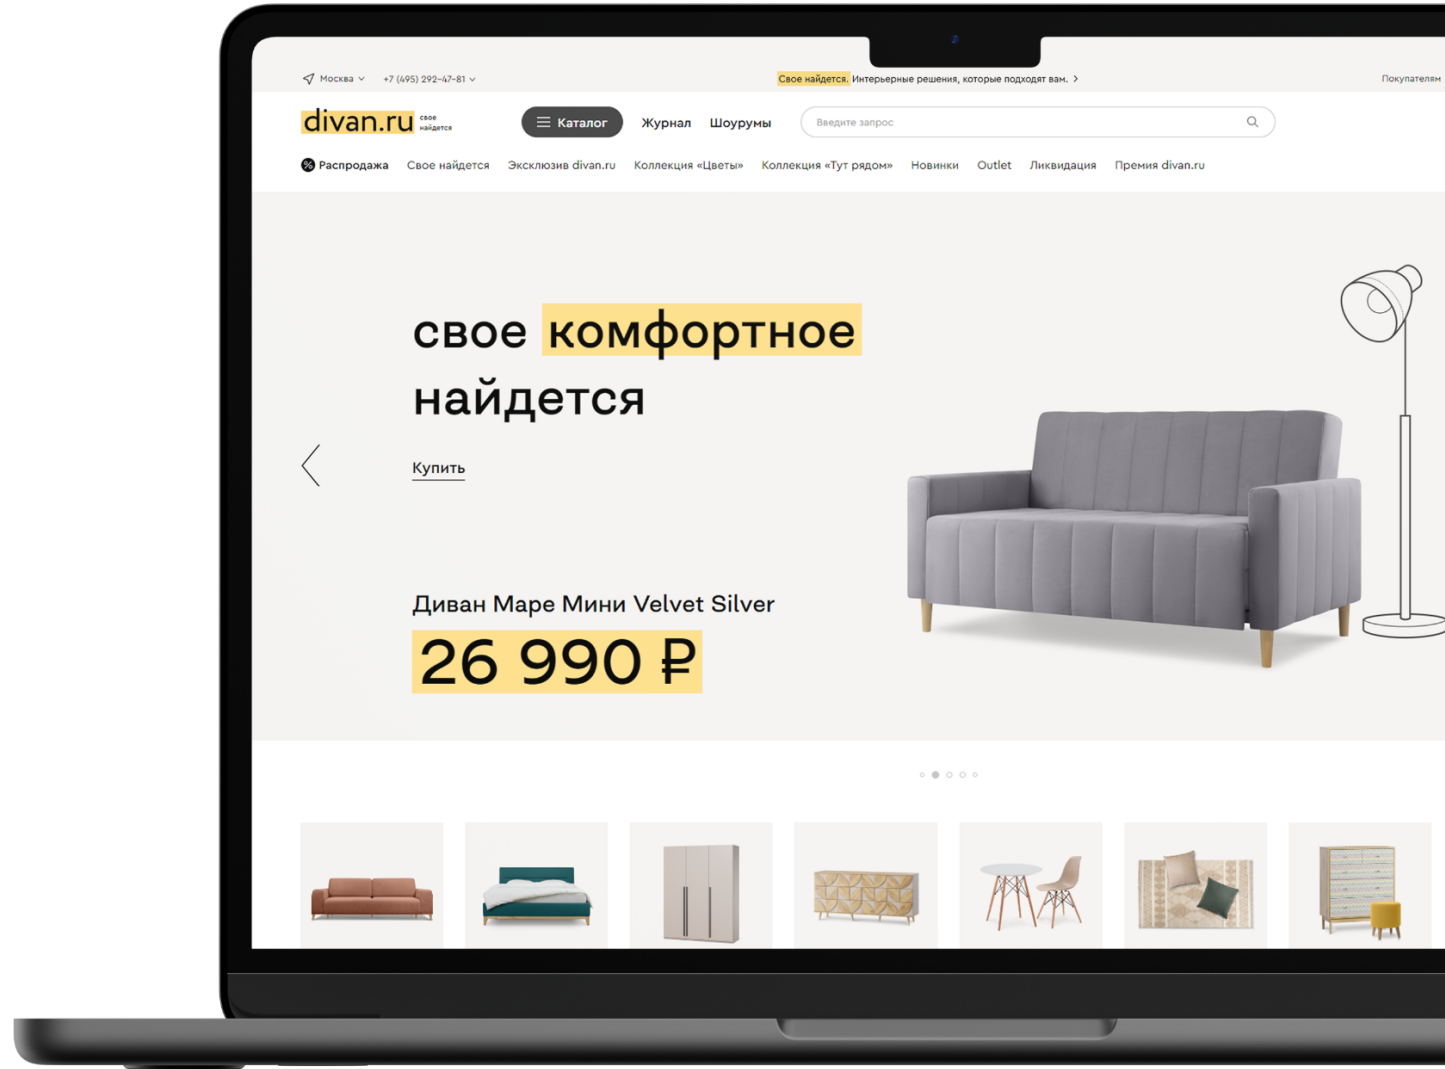 Москва
+7 (495) 292-47-81
Свое найдется. Интерьерные решения, которые подходят вам.
Покупателям
divan.ru
свое
найдется
Каталог
Журнал
Шоурумы
Введите запрос
% Распродажа
Свое найдется
Эксклюзив divan.ru
Коллекция «Цветы»
Коллекция «Тут рядом»
Новинки
Outlet
Ликвидация
Премия divan.ru
свое комфортное
найдется
Купить
Диван Маре Мини Velvet Silver
26 990 ₽